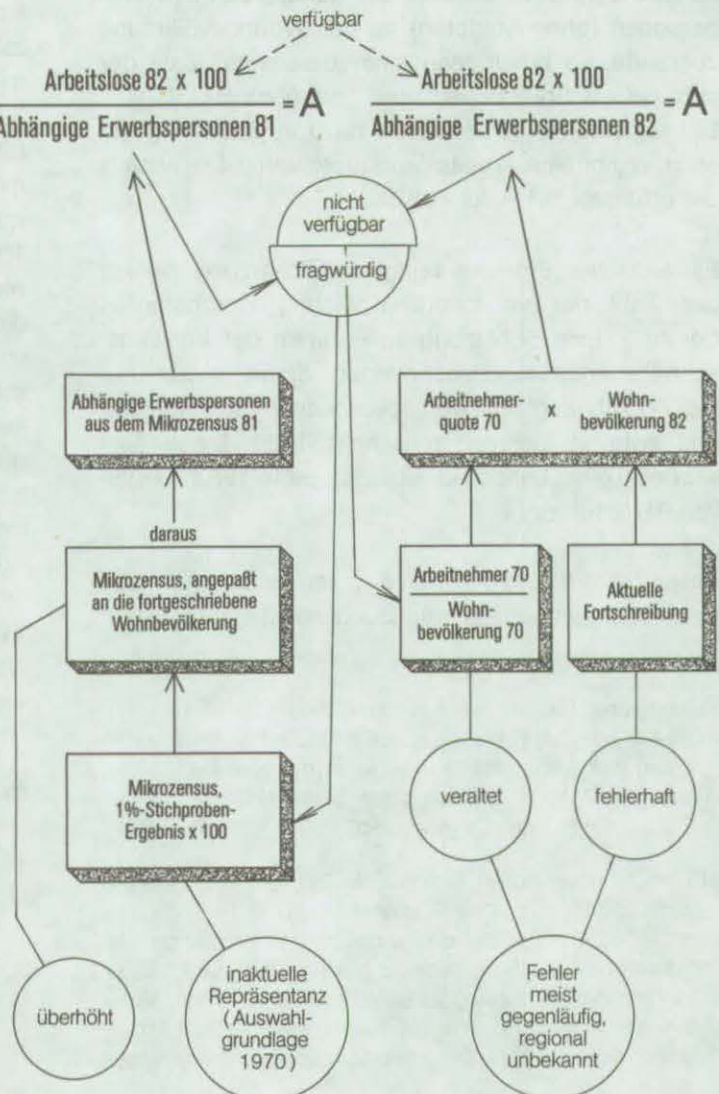 verfügbar
Arbeitslose 82 x 100
Abhängige Erwerbspersonen 81
= A
Arbeitslose 82 x 100
Abhängige Erwerbspersonen 82
= A
nicht
verfügbar
fragwürdig
Abhängige Erwerbspersonen
aus dem Mikrozensus 81
Arbeitnehmer-
quote 70
x
Wohn-
bevölkerung 82
daraus
Mikrozensus, angepaßt
an die fortgeschriebene
Wohnbevölkerung
Arbeitnehmer 70
Wohn-
bevölkerung 70
Aktuelle
Fortschreibung
Mikrozensus,
1%-Stichproben-
Ergebnis x 100
veraltet
fehlerhaft
überhöht
inaktuelle
Repräsentanz
(Auswahl-
grundlage
1970)
Fehler
meist
gegenläufig,
regional
unbekannt